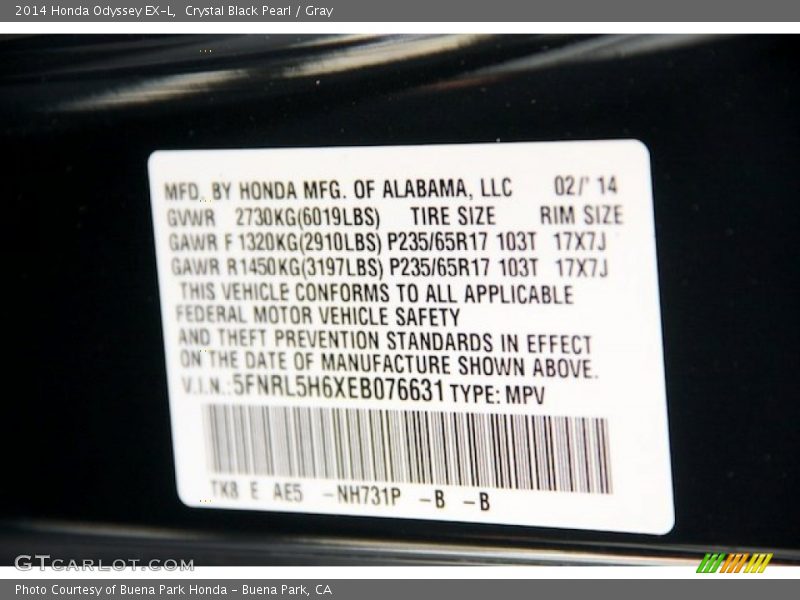 2014 Honda Odyssey EX-L,  Crystal Black Pearl / Gray
MFD. BY HONDA MFG. OF ALABAMA, LLC 02/' 14
GVWR 2730KG(6019LBS) TIRE SIZE RIM SIZE
GAWR F 1320KG(2910LBS) P235/65R17 103T 17X7J
GAWR R1450KG(3197LBS) P235/65R17 103T 17X7J
THIS VEHICLE CONFORMS TO ALL APPLICABLE
FEDERAL MOTOR VEHICLE SAFETY
AND THEFT PREVENTION STANDARDS IN EFFECT
ON THE DATE OF MANUFACTURE SHOWN ABOVE.
V.I.N.:5FNRL5H6XEB076631 TYPE: MPV
TK8 E AE5 -NH731P -B -B
GTCARLOT.COM
Photo Courtesy of Buena Park Honda - Buena Park, CA